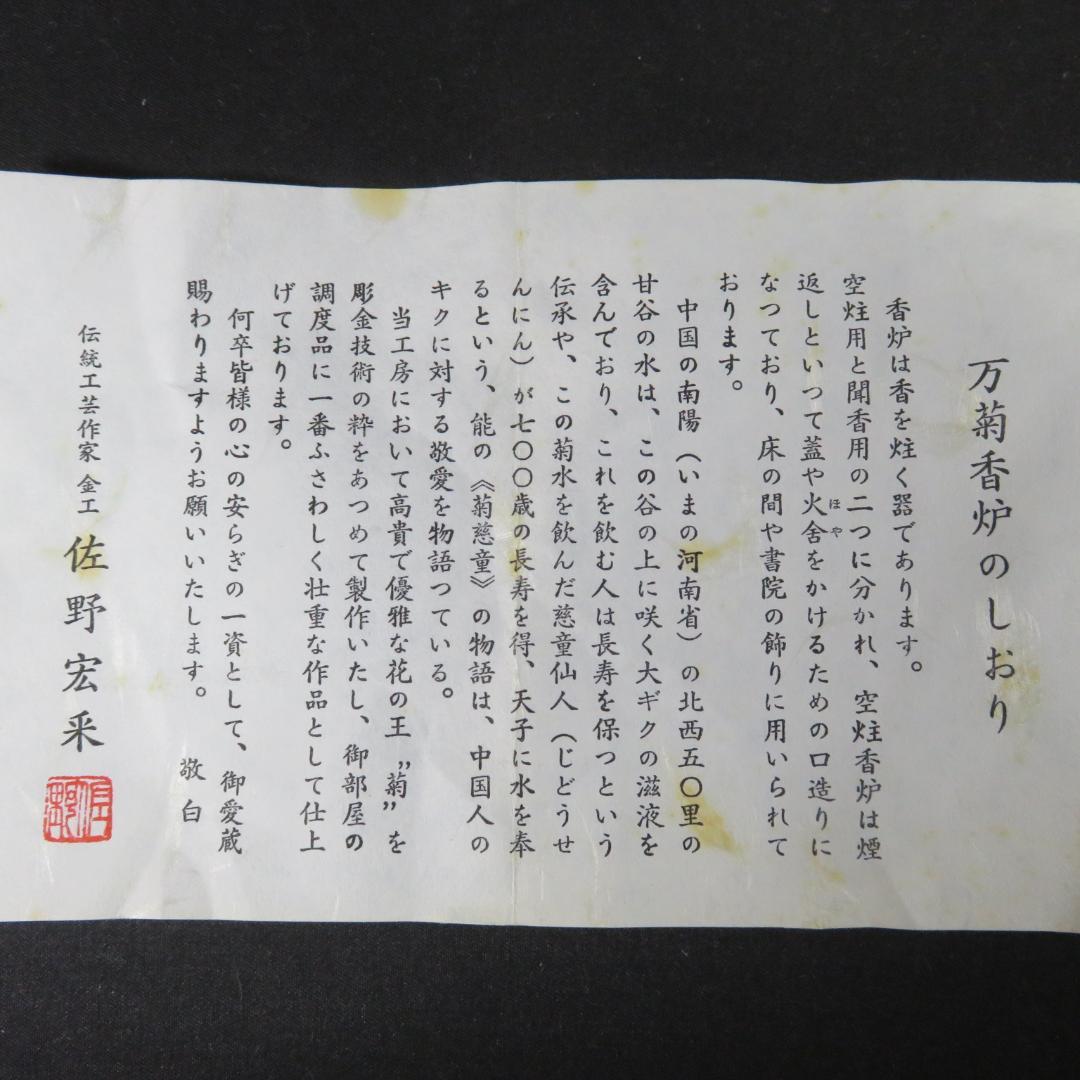 万菊香炉のしおり
香炉は香を炷く器であります。
空炷用と聞香用の二つに分かれ、空炷香炉は煙
返しといつて蓋や火舎をかけるための口造りに
ほや
なつており、床の間や書院の飾りに用いられて
おります。
中国の南陽（いまの河南省）の北西五〇里の
甘谷の水は、この谷の上に咲く大ギクの滋液を
含んでおり、これを飲む人は長寿を保つという
伝承や、この菊水を飲んだ慈童仙人（じどうせ
んにん）が七〇〇歳の長寿を得、天子に水を奉
るという、能の《菊慈童》の物語は、中国人の
キクに対する敬愛を物語つている。
当工房において高貴で優雅な花の王〝菊〟を
彫金技術の粋をあつめて製作いたし、御部屋の
調度品に一番ふさわしく壮重な作品として仕上
げております。
何卒皆様の心の安らぎの一資として、御愛蔵
賜わりますようお願いいたします。 敬白
伝統工芸作家 金工 佐野宏采